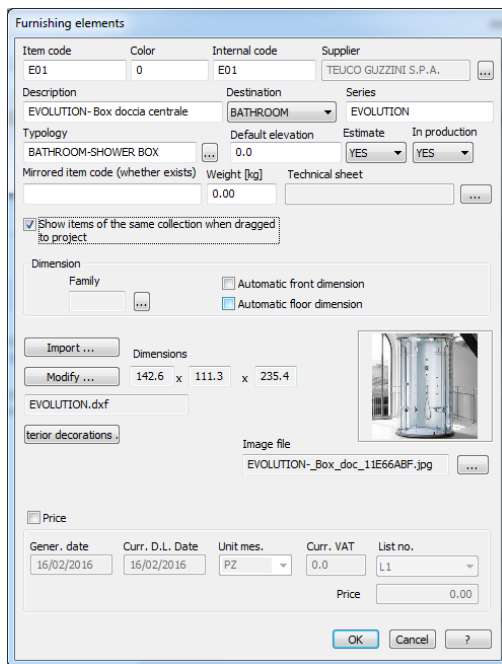 Furnishing elements
Item code Color Internal code Supplier
E01 0 E01 TEUCO GUZZINI S.P.A. ...
Description Destination Series
EVOLUTION- Box doccia centrale BATHROOM EVOLUTION
Typology Default elevation Estimate In production
BATHROOM-SHOWER BOX ... 0.0 YES YES
Mirrored item code (whether exists) Weight [kg] Technical sheet
0.00 ...
Show items of the same collection when dragged
to project
Dimension
Family Automatic front dimension
... Automatic floor dimension
Import ... Dimensions
Modify ... 142.6 x 111.3 x 235.4
EVOLUTION.dxf
terior decorations .
Image file
EVOLUTION-_Box_doc_11E66ABF.jpg ...
Price
Gener. date Curr. D.L. Date Unit mes. Curr. VAT List no.
16/02/2016 16/02/2016 PZ 0.0 L1
Price 0.00
OK Cancel ?